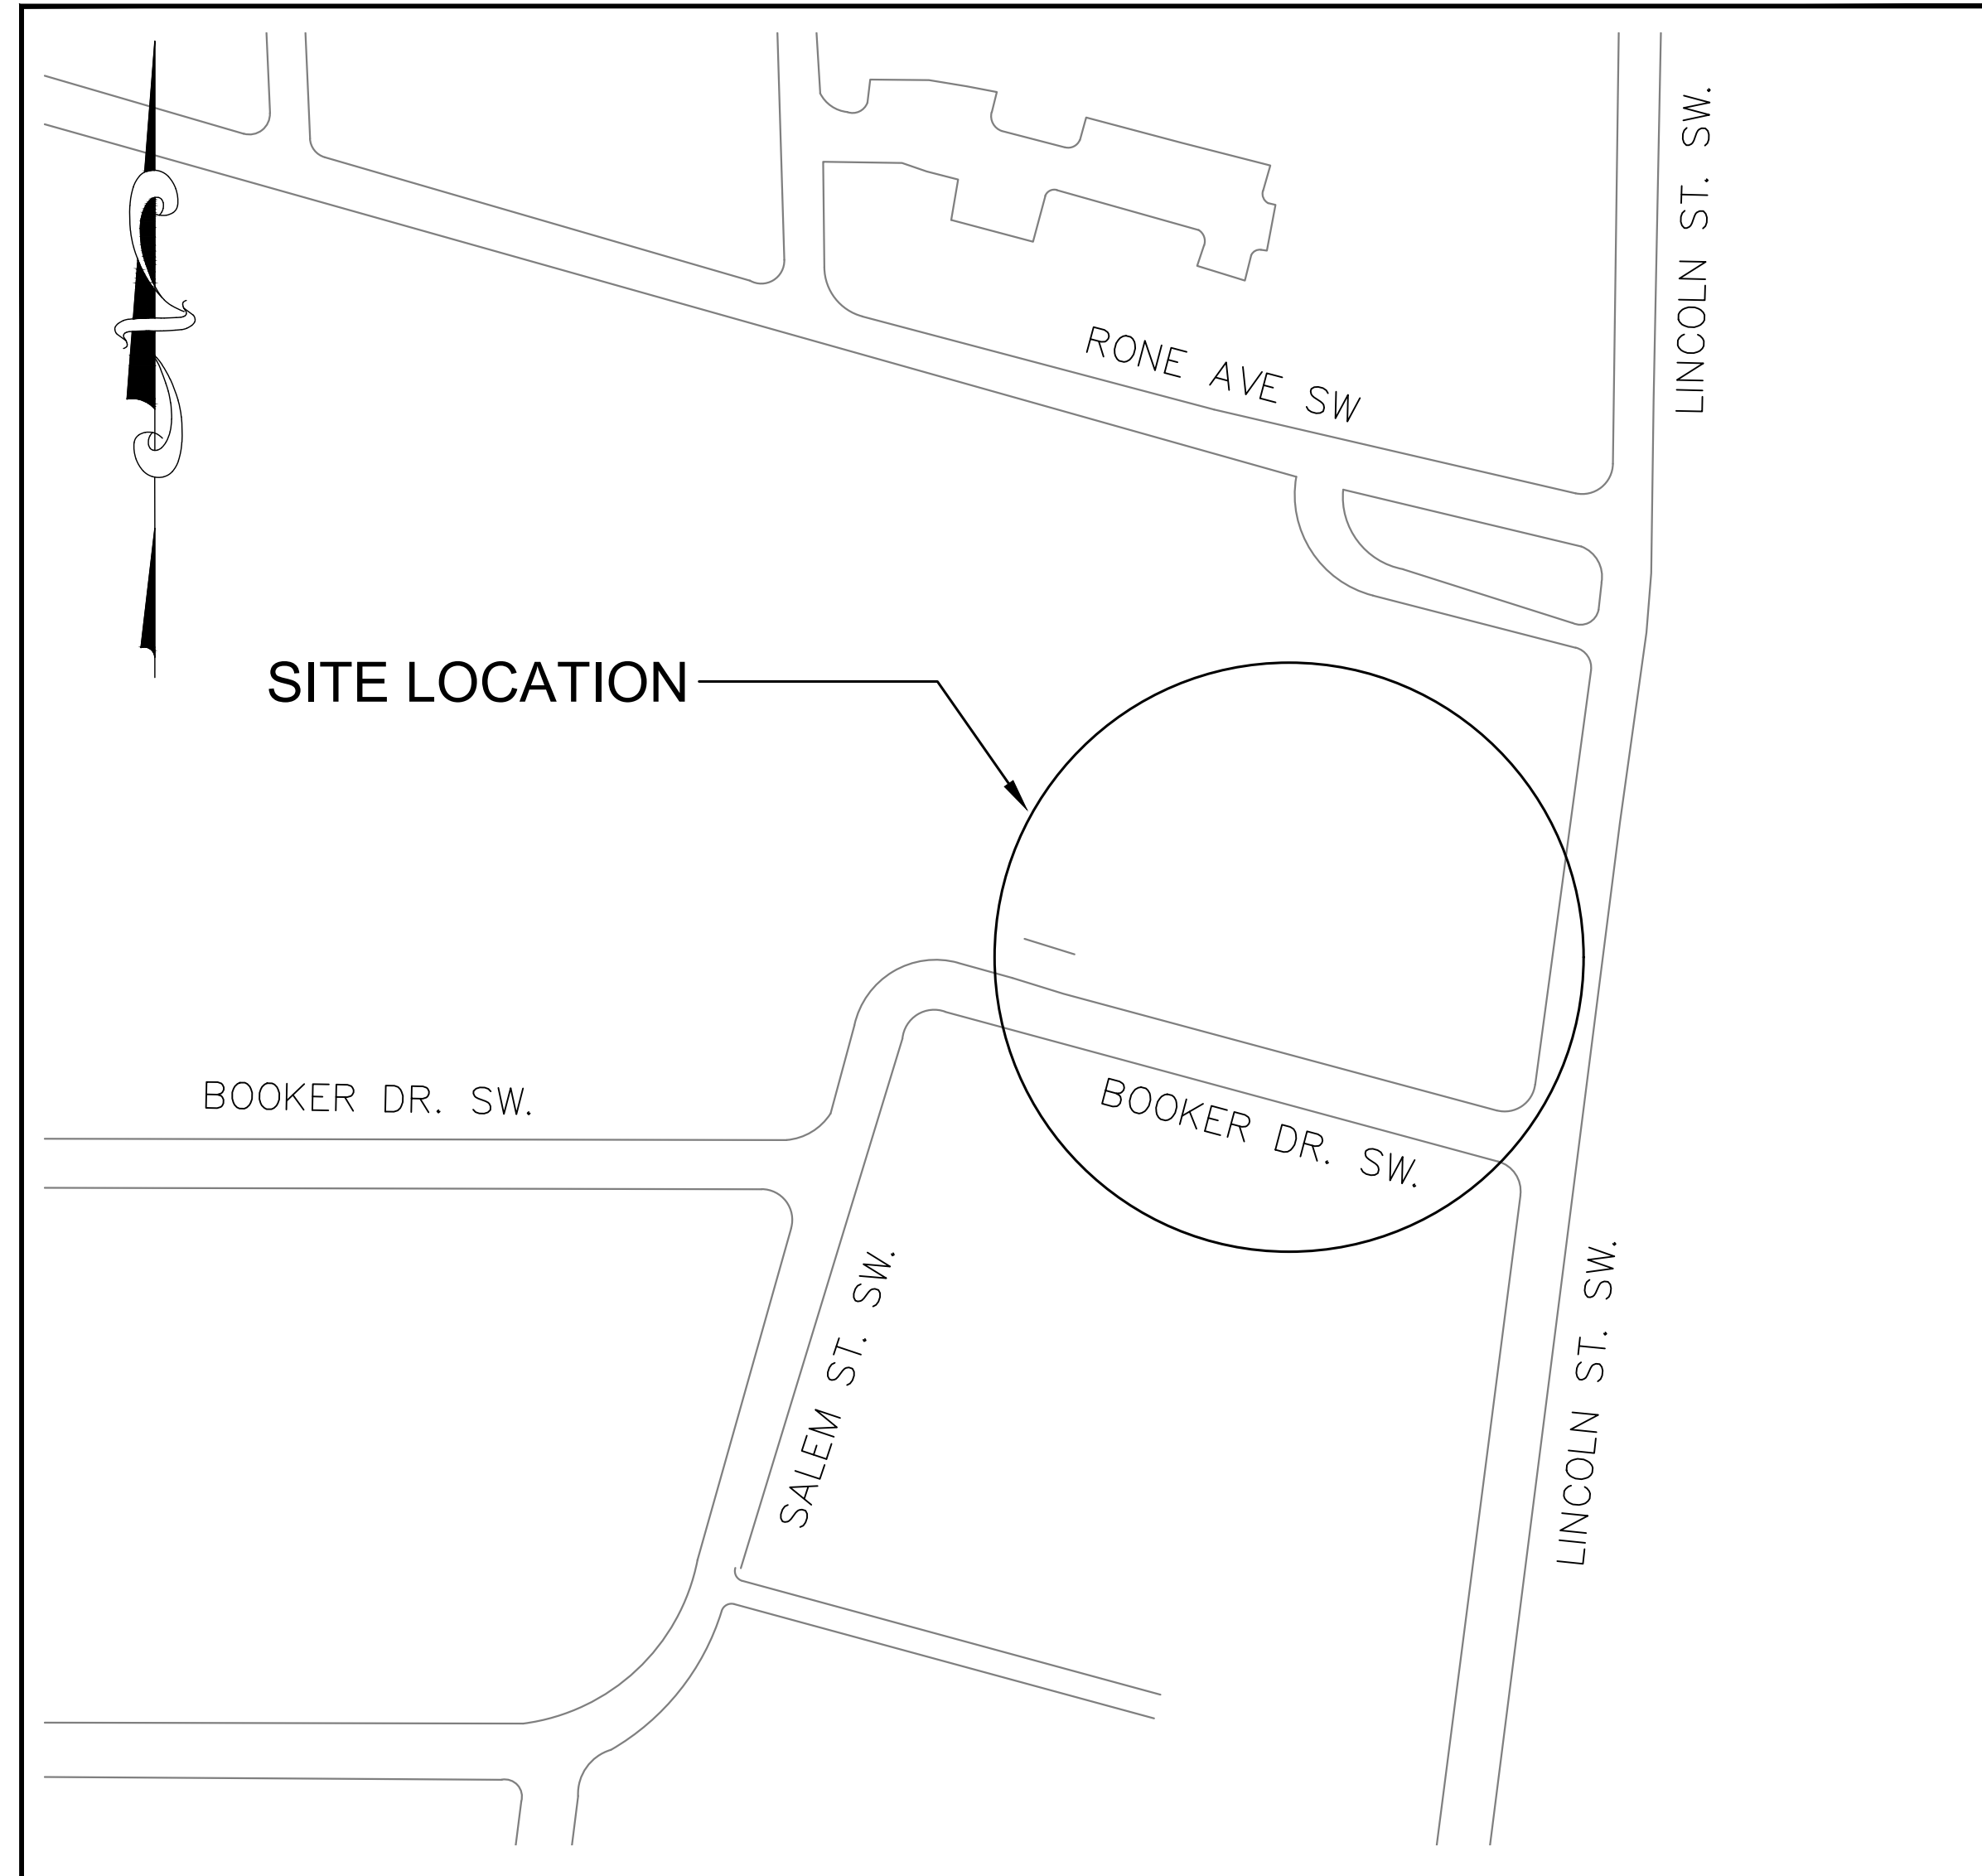 LINCOLN ST. SW.
RONE AVE SW
SITE LOCATION
BOOKER DR. SW.
BOOKER DR. SW.
SALEM ST. SW.
LINCOLN ST. SW.